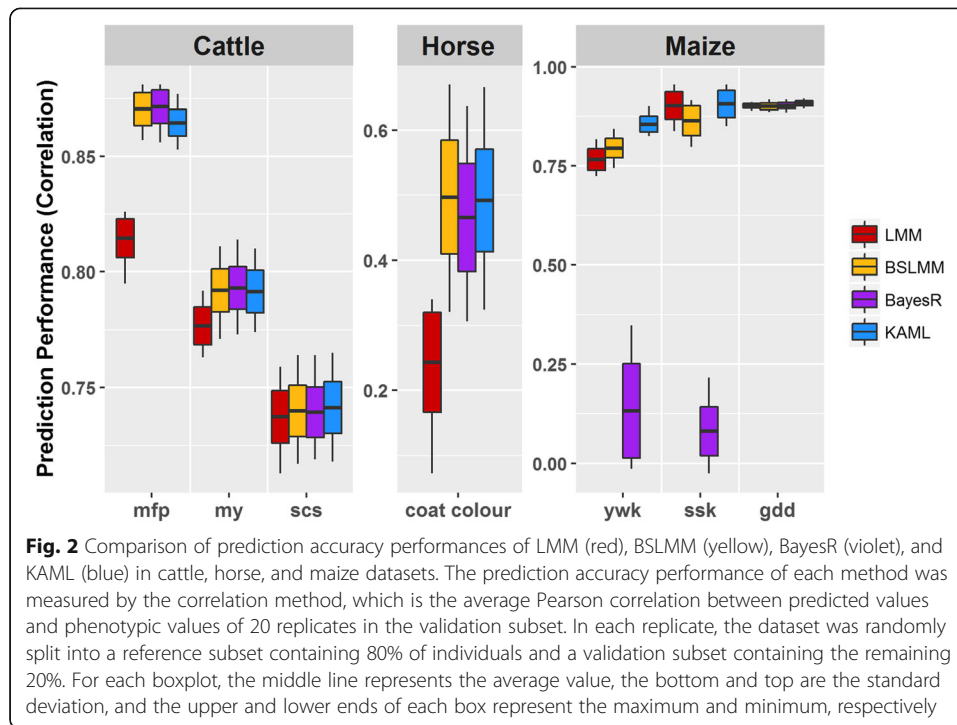 Cattle
Horse
Maize
Prediction Performance (Correlation)
0.85
0.80
0.75
0.6
0.4
0.2
1.00
0.75
0.50
0.25
0.00
mfp my scs
coat colour
ywk ssk gdd
LMM
BSLMM
BayesR
KAML
Fig. 2 Comparison of prediction accuracy performances of LMM (red), BSLMM (yellow), BayesR (violet), and
KAML (blue) in cattle, horse, and maize datasets. The prediction accuracy performance of each method was
measured by the correlation method, which is the average Pearson correlation between predicted values
and phenotypic values of 20 replicates in the validation subset. In each replicate, the dataset was randomly
split into a reference subset containing 80% of individuals and a validation subset containing the remaining
20%. For each boxplot, the middle line represents the average value, the bottom and top are the standard
deviation, and the upper and lower ends of each box represent the maximum and minimum, respectively